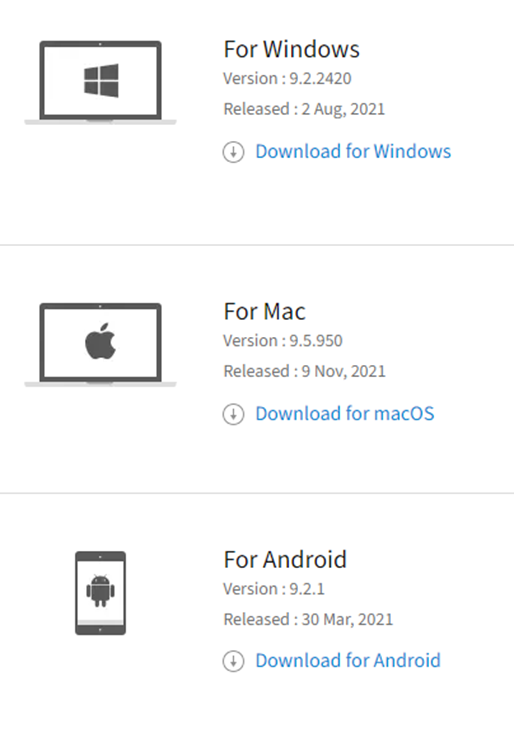 For Windows
Version : 9.2.2420
Released : 2 Aug, 2021
Download for Windows
For Mac
Version : 9.5.950
Released : 9 Nov, 2021
Download for macOS
For Android
Version : 9.2.1
Released : 30 Mar, 2021
Download for Android